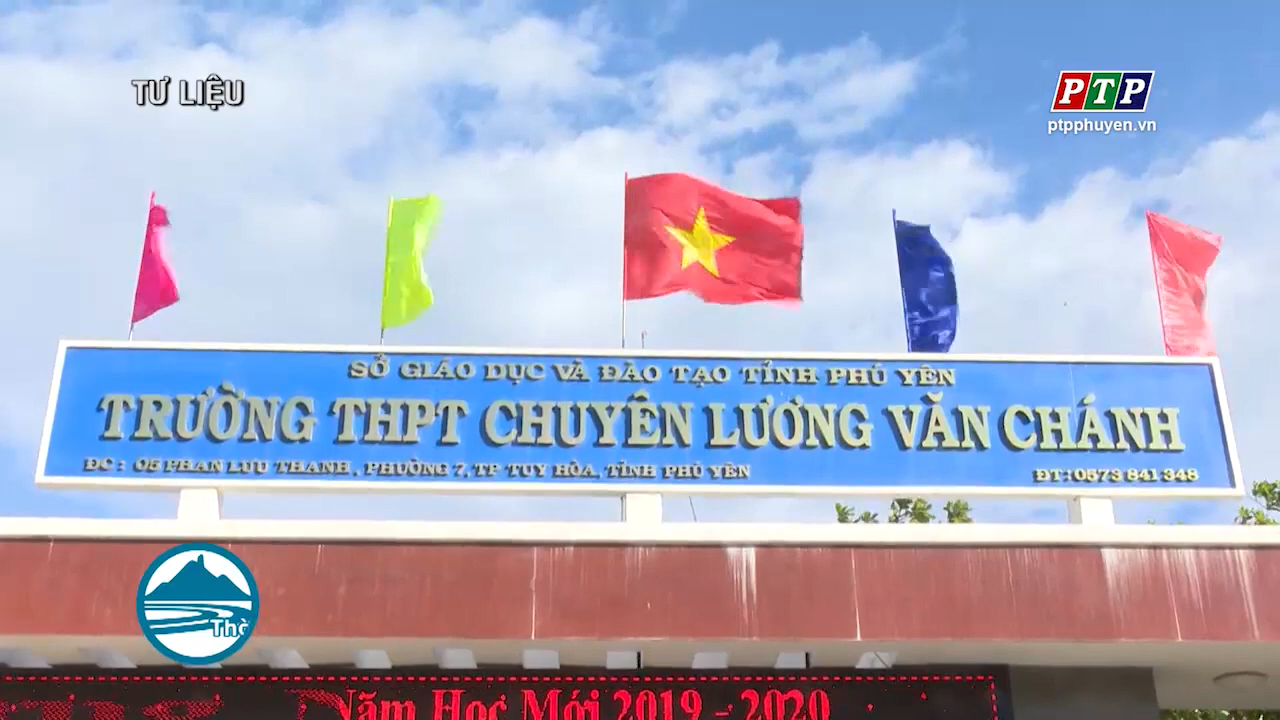 TƯ LIỆU
PTP
ptpphuyen.vn
SỞ GIÁO DỤC VÀ ĐÀO TẠO TỈNH PHÚ YÊN
TRƯỜNG THPT CHUYÊN LƯƠNG VĂN CHÁNH
ĐC : 05 PHAN LƯU THANH , PHƯỜNG 7, TP TUY HÒA, TỈNH PHÚ YÊN
ĐT : 0573 841 348
Thờ
Năm Học Mới 2019 - 2020